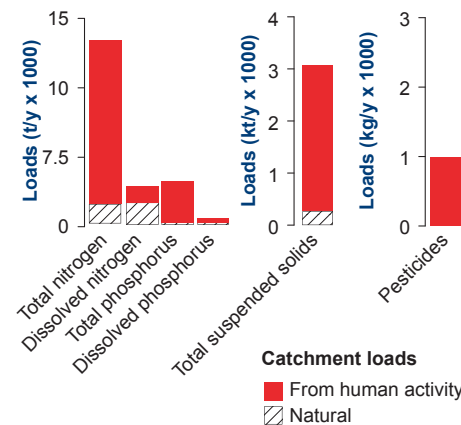 Loads (t/y x 1000)
15
10
7.5
0
Total nitrogen
Dissolved nitrogen
Total phosphorus
Dissolved phosphorus
Loads (kt/y x 1000)
4
3
2
1
0
Total suspended solids
Loads (kg/y x 1000)
3
2
1
0
Pesticides
Catchment loads
From human activity
Natural